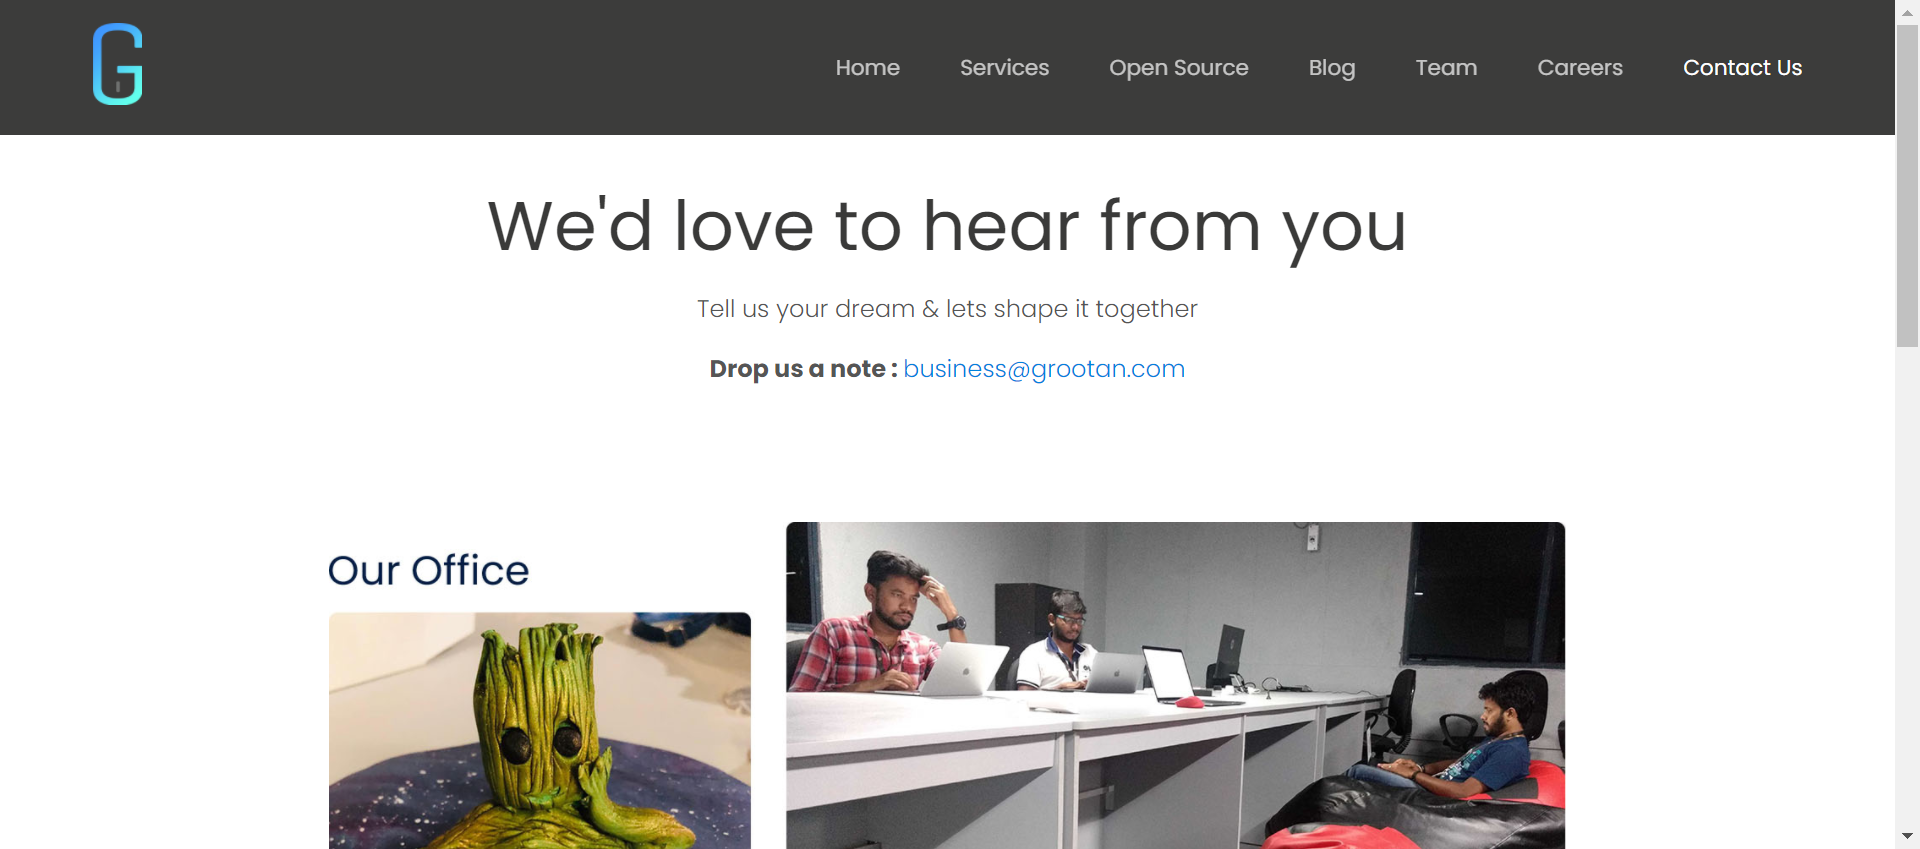 G
Home Services Open Source Blog Team Careers Contact Us
We'd love to hear from you
Tell us your dream & lets shape it together
Drop us a note : business@grootan.com
Our Office